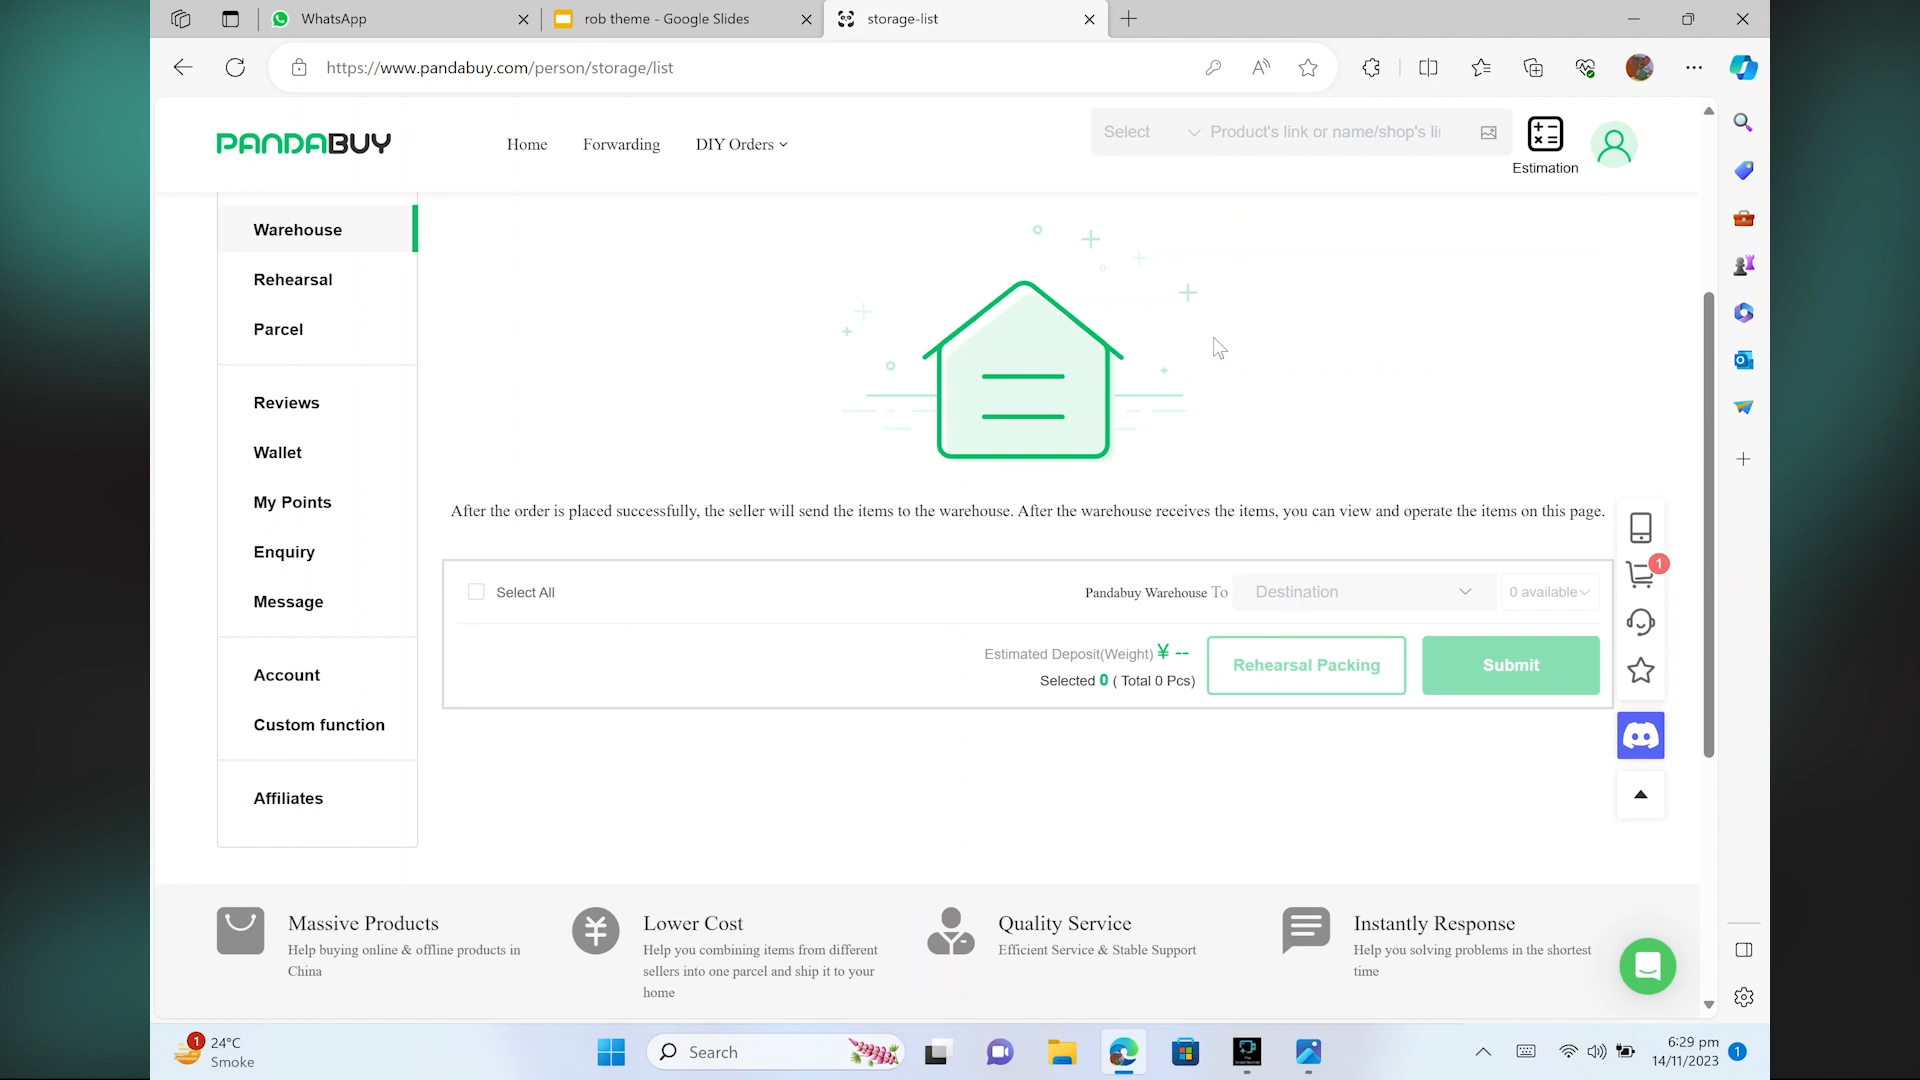 WhatsApp
rob theme - Google Slides
storage-list
https://www.pandabuy.com/person/storage/list
PANDABUY
Home
Forwarding
DIY Orders
Select
Product's link or name/shop's li
Estimation
Warehouse
Rehearsal
Parcel
Reviews
Wallet
My Points
Enquiry
Message
Account
Custom function
Affiliates
After the order is placed successfully, the seller will send the items to the warehouse. After the warehouse receives the items, you can view and operate the items on this page.
Select All
Pandabuy Warehouse To
Destination
0 available
Estimated Deposit(Weight) ¥ --
Selected 0 ( Total 0 Pcs)
Rehearsal Packing
Submit
1
Massive Products
Help buying online & offline products in
China
Lower Cost
Help you combining items from different
sellers into one parcel and ship it to your
home
Quality Service
Efficient Service & Stable Support
Instantly Response
Help you solving problems in the shortest
time
1
24°C
Smoke
Search
6:29 pm
14/11/2023
1